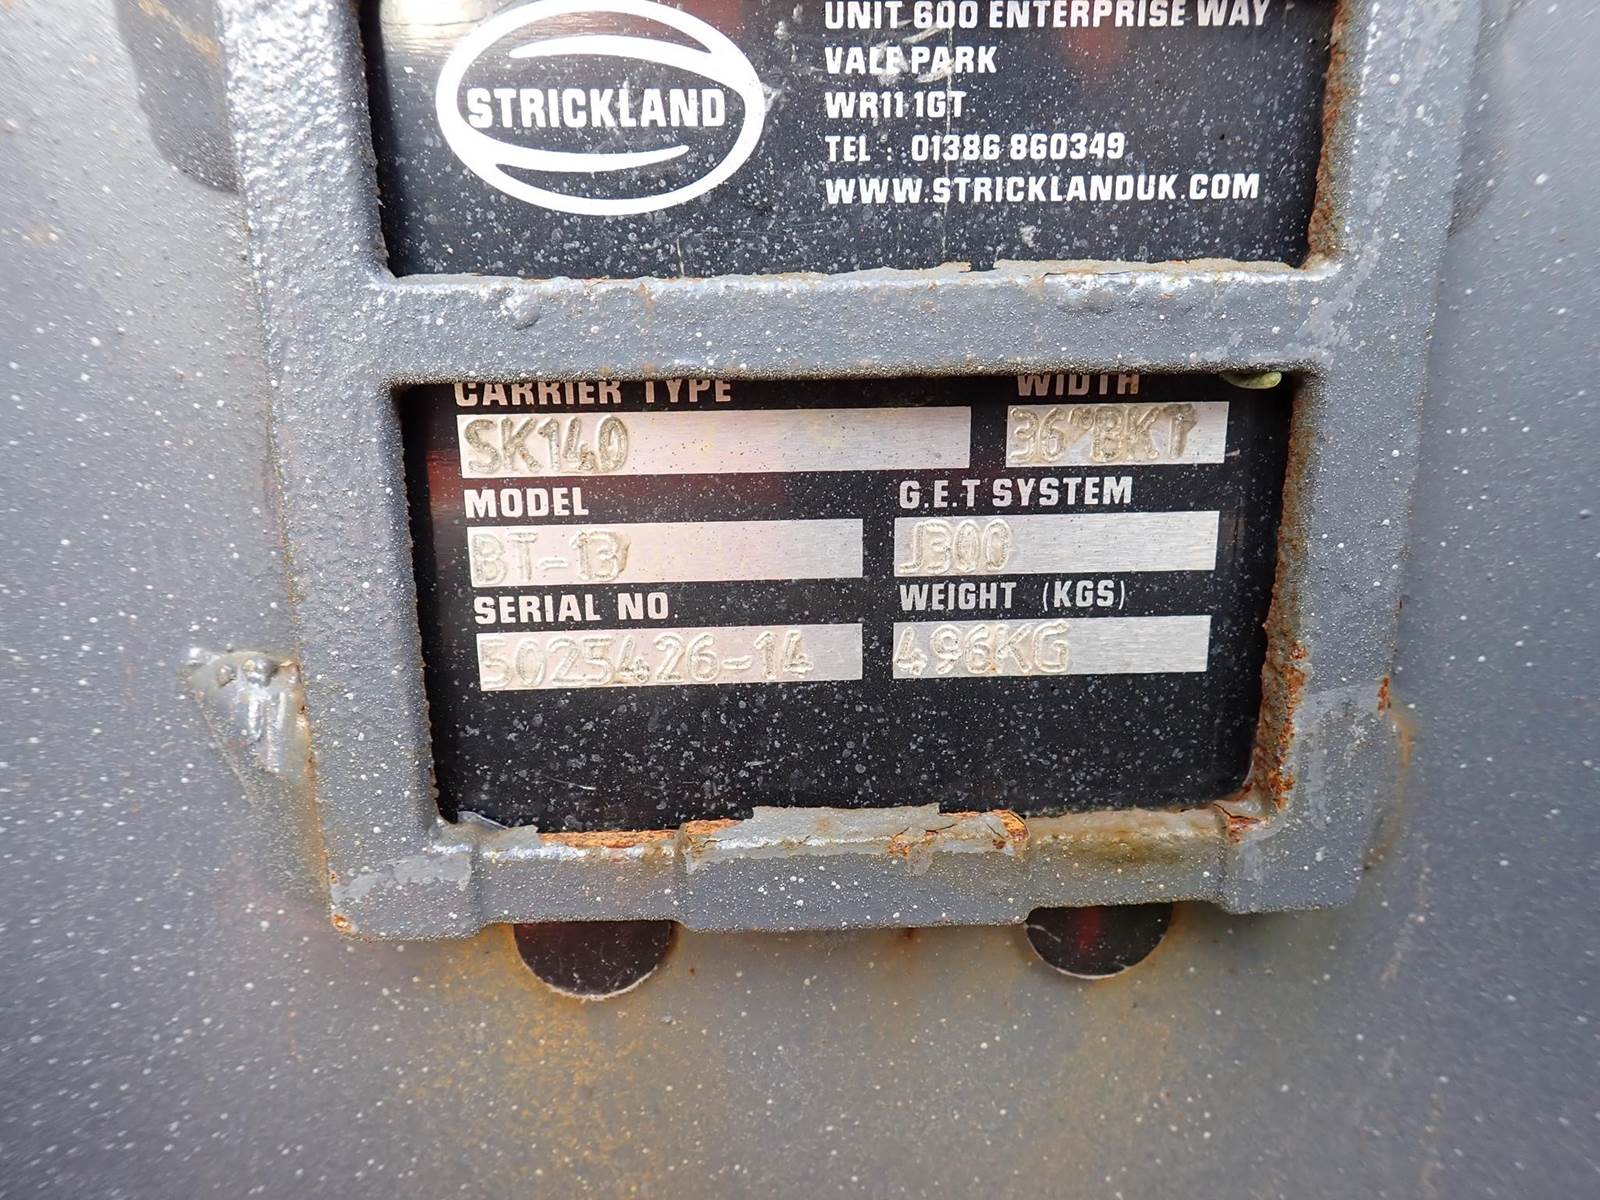 STRICKLAND
UNIT 600 ENTERPRISE WAY
VALE PARK
WR11 1GT
TEL : 01386 860349
WWW.STRICKLANDUK.COM
CARRIER TYPE WIDTH
SK140 36"BKT
MODEL G.E.T SYSTEM
BT-13 J300
SERIAL NO. WEIGHT (KGS)
5023426-14 496KG